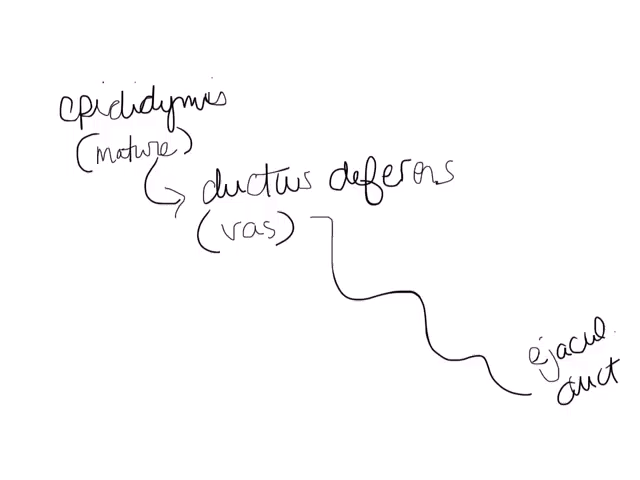 epididymis
(mature)
ductus deferens
(vas)
ejacul.
duct